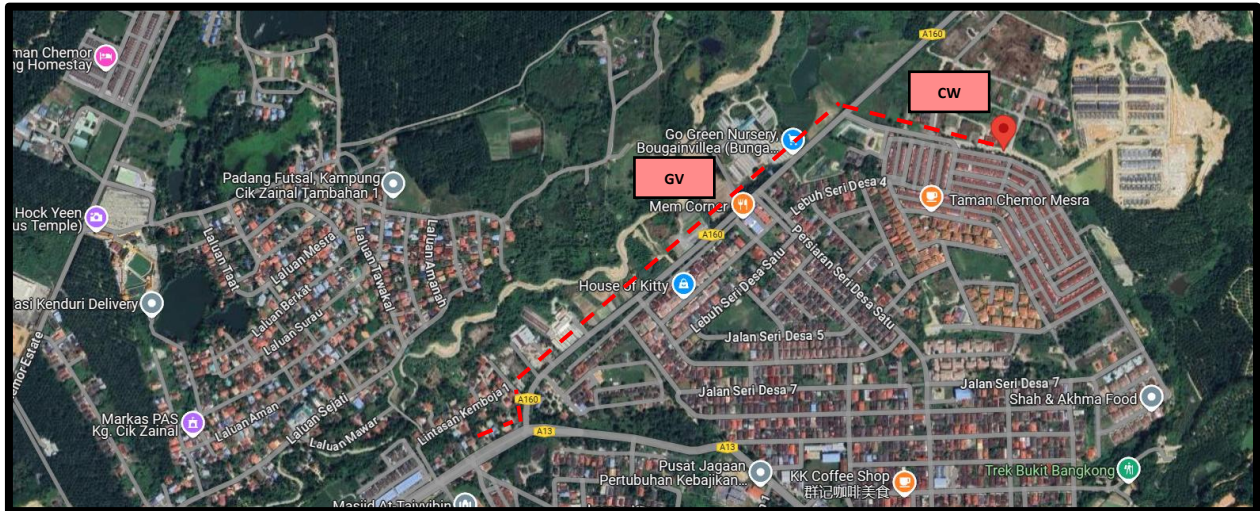 A160
man Chemor
ng Homestay
CW
Go Green Nursery,
Bougainvillea (Bunga...
Padang Futsal, Kampung
Cik Zainal Tambahan 1
GV
Mem Corner
Lebuh Seri Desa 4
Taman Chemor Mesra
Hock Yeen
us Temple)
Laluan Taat
Laluan Mesra
Laluan Tawakal
Laluan Amanah
A160
Persiaran Seri Desa Satu
House of Kitty
Lebuh Seri Desa Satu
asi Kenduri Delivery
Laluan Berkat
Laluan Surau
Jalan Seri Desa 5
mor Estate
Jalan Seri Desa 7
Jalan Seri Desa 7
Shah & Akhma Food
Markas PAS
Kg. Cik Zainal
Laluan Aman
Laluan Sejati
Laluan Mawar
Lintasan Kemboja 1
A160
A13
A13
Pusat Jagaan
Pertubuhan Kebajikan...
KK Coffee Shop
群记咖啡美食
Trek Bukit Bangkong
Masjid At-Taiyyibin